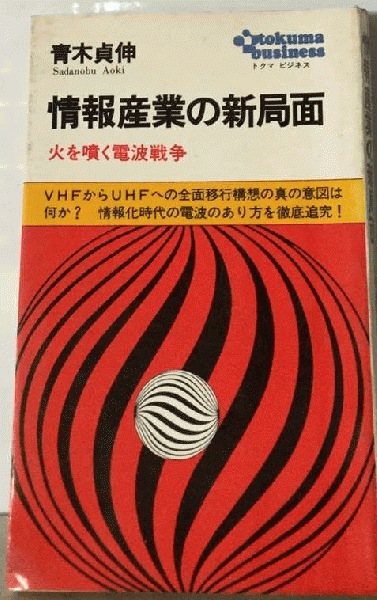 青木貞伸
Sadanobu Aoki
tokuma
business
トクマ ビジネス
情報産業の新局面
火を噴く電波戦争
VHFからUHFへの全面移行構想の真の意図は
何か? 情報化時代の電波のあり方を徹底追究!